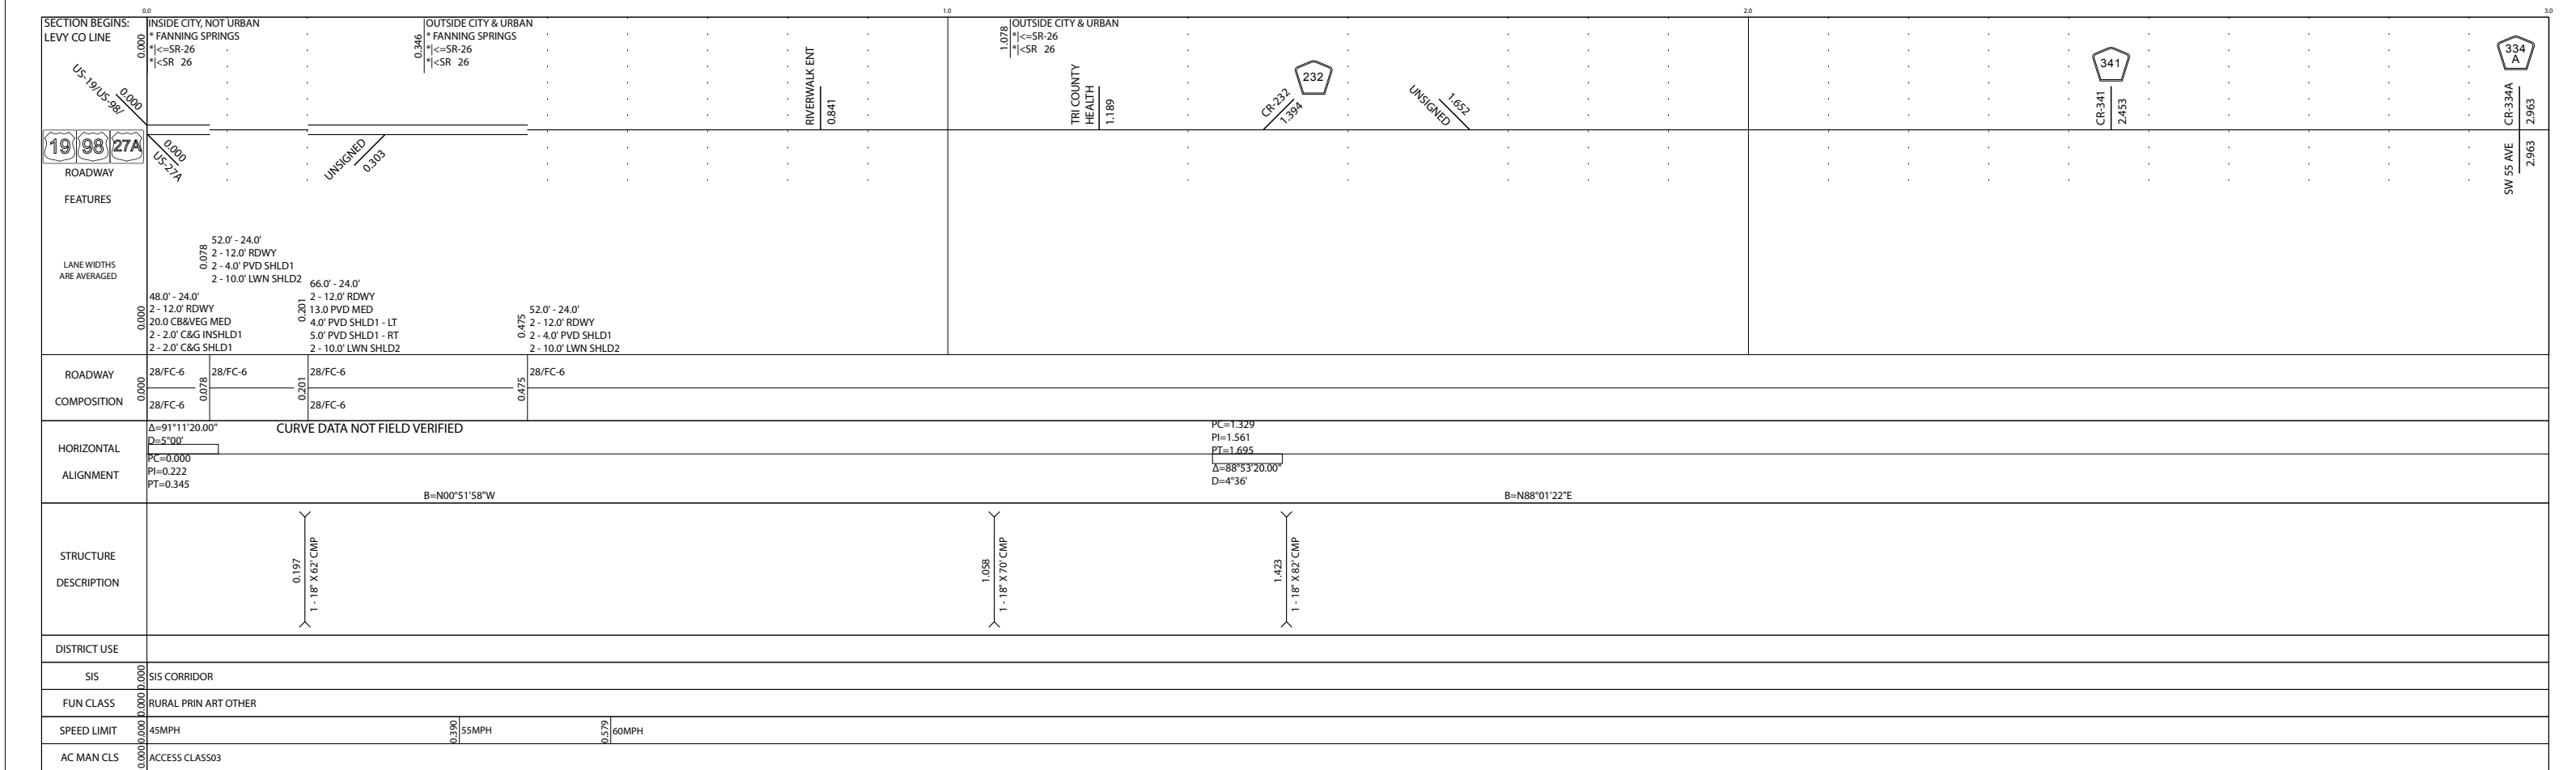 0.0
1.0
2.0
3.0
SECTION BEGINS:
LEVY CO LINE
0.000
INSIDE CITY, NOT URBAN
* FANNING SPRINGS
*|<=SR-26
*|<SR 26
0.346
OUTSIDE CITY & URBAN
* FANNING SPRINGS
*|<=SR-26
*|<SR 26
1.078
OUTSIDE CITY & URBAN
*|<=SR-26
*|<SR 26
US-19/US-98/
0.000
RIVERWALK ENT
0.841
TRI COUNTY
HEALTH
1.189
232
CR-232
1.394
UNSIGNED
1.652
341
CR-341
2.453
334
A
CR-334A
2.963
19 98 27A
0.000
US-27A
UNSIGNED
0.303
SW 55 AVE
2.963
ROADWAY
FEATURES
LANE WIDTHS
ARE AVERAGED
0.000
48.0' - 24.0'
2 - 12.0' RDWY
20.0 CB&VEG MED
2 - 2.0' C&G INSHLD1
2 - 2.0' C&G SHLD1
0.078
52.0' - 24.0'
2 - 12.0' RDWY
2 - 4.0' PVD SHLD1
2 - 10.0' LWN SHLD2
0.201
66.0' - 24.0'
2 - 12.0' RDWY
13.0 PVD MED
4.0' PVD SHLD1 - LT
5.0' PVD SHLD1 - RT
2 - 10.0' LWN SHLD2
0.475
52.0' - 24.0'
2 - 12.0' RDWY
2 - 4.0' PVD SHLD1
2 - 10.0' LWN SHLD2
ROADWAY
COMPOSITION
0.000
28/FC-6
28/FC-6
0.078
28/FC-6
0.201
28/FC-6
28/FC-6
0.475
28/FC-6
HORIZONTAL
ALIGNMENT
Δ=91°11'20.00"
D=5°00'
PC=0.000
PI=0.222
PT=0.345
CURVE DATA NOT FIELD VERIFIED
B=N00°51'58"W
PC=1.329
PI=1.561
PT=1.695
Δ=88°53'20.00"
D=4°36'
B=N88°01'22"E
STRUCTURE
DESCRIPTION
0.197
1 - 18" X 62' CMP
1.058
1 - 18" X 70' CMP
1.423
1 - 18" X 82' CMP
DISTRICT USE
SIS
0.000
SIS CORRIDOR
FUN CLASS
0.000
RURAL PRIN ART OTHER
SPEED LIMIT
0.000
45MPH
0.390
55MPH
0.579
60MPH
AC MAN CLS
0.000
ACCESS CLASS03